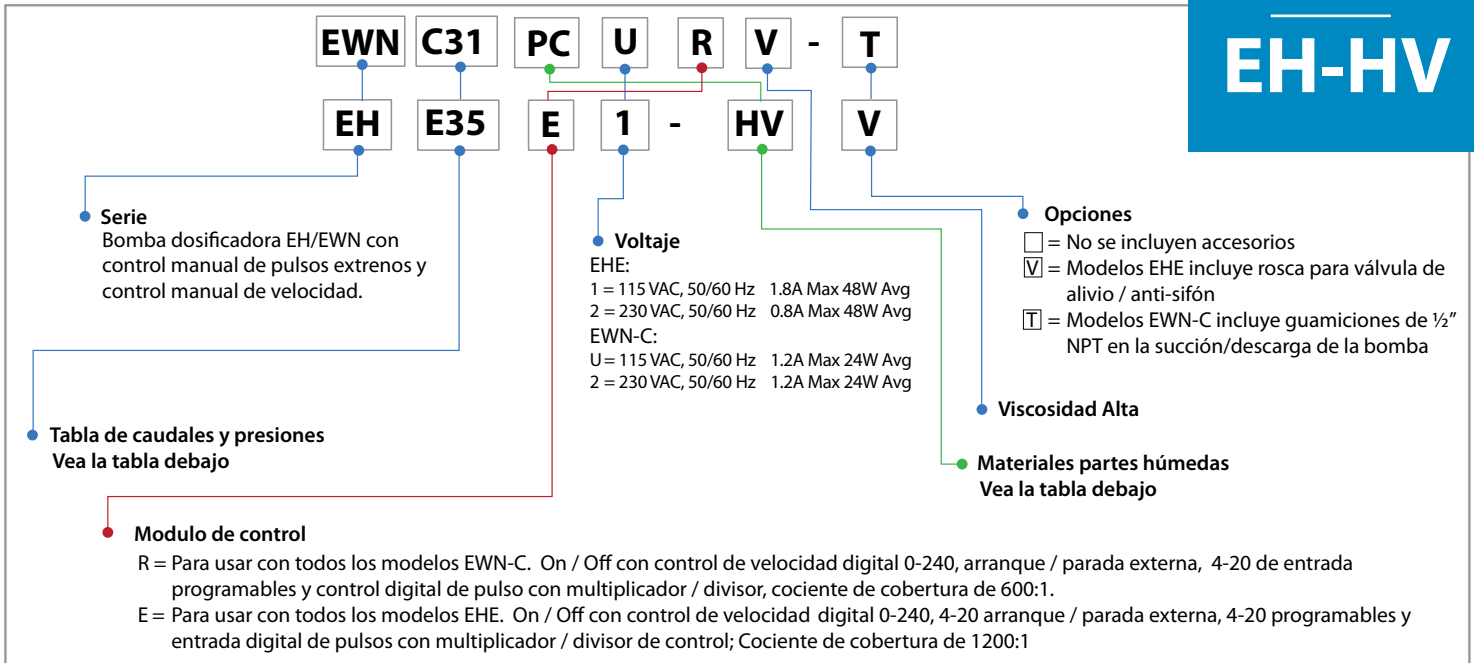 EWN C31 PC U R V - T
EH-HV
EH E35 E 1 - HV V
Serie
Bomba dosificadora EH/EWN con
control manual de pulsos extrenos y
control manual de velocidad.
Voltaje
EHE:
1 = 115 VAC, 50/60 Hz 1.8A Max 48W Avg
2 = 230 VAC, 50/60 Hz 0.8A Max 48W Avg
EWN-C:
U = 115 VAC, 50/60 Hz 1.2A Max 24W Avg
2 = 230 VAC, 50/60 Hz 1.2A Max 24W Avg
Opciones
= No se incluyen accesorios
V = Modelos EHE incluye rosca para válvula de
alivio / anti-sifón
T = Modelos EWN-C incluye guamiciones de ½”
NPT en la succión/descarga de la bomba
Viscosidad Alta
Tabla de caudales y presiones
Vea la tabla debajo
Materiales partes húmedas
Vea la tabla debajo
Modulo de control
R = Para usar con todos los modelos EWN-C. On / Off con control de velocidad digital 0-240, arranque / parada externa, 4-20 de entrada
programables y control digital de pulso con multiplicador / divisor, cociente de cobertura de 600:1.
E = Para usar con todos los modelos EHE. On / Off con control de velocidad digital 0-240, 4-20 arranque / parada externa, 4-20 programables y
entrada digital de pulsos con multiplicador / divisor de control; Cociente de cobertura de 1200:1